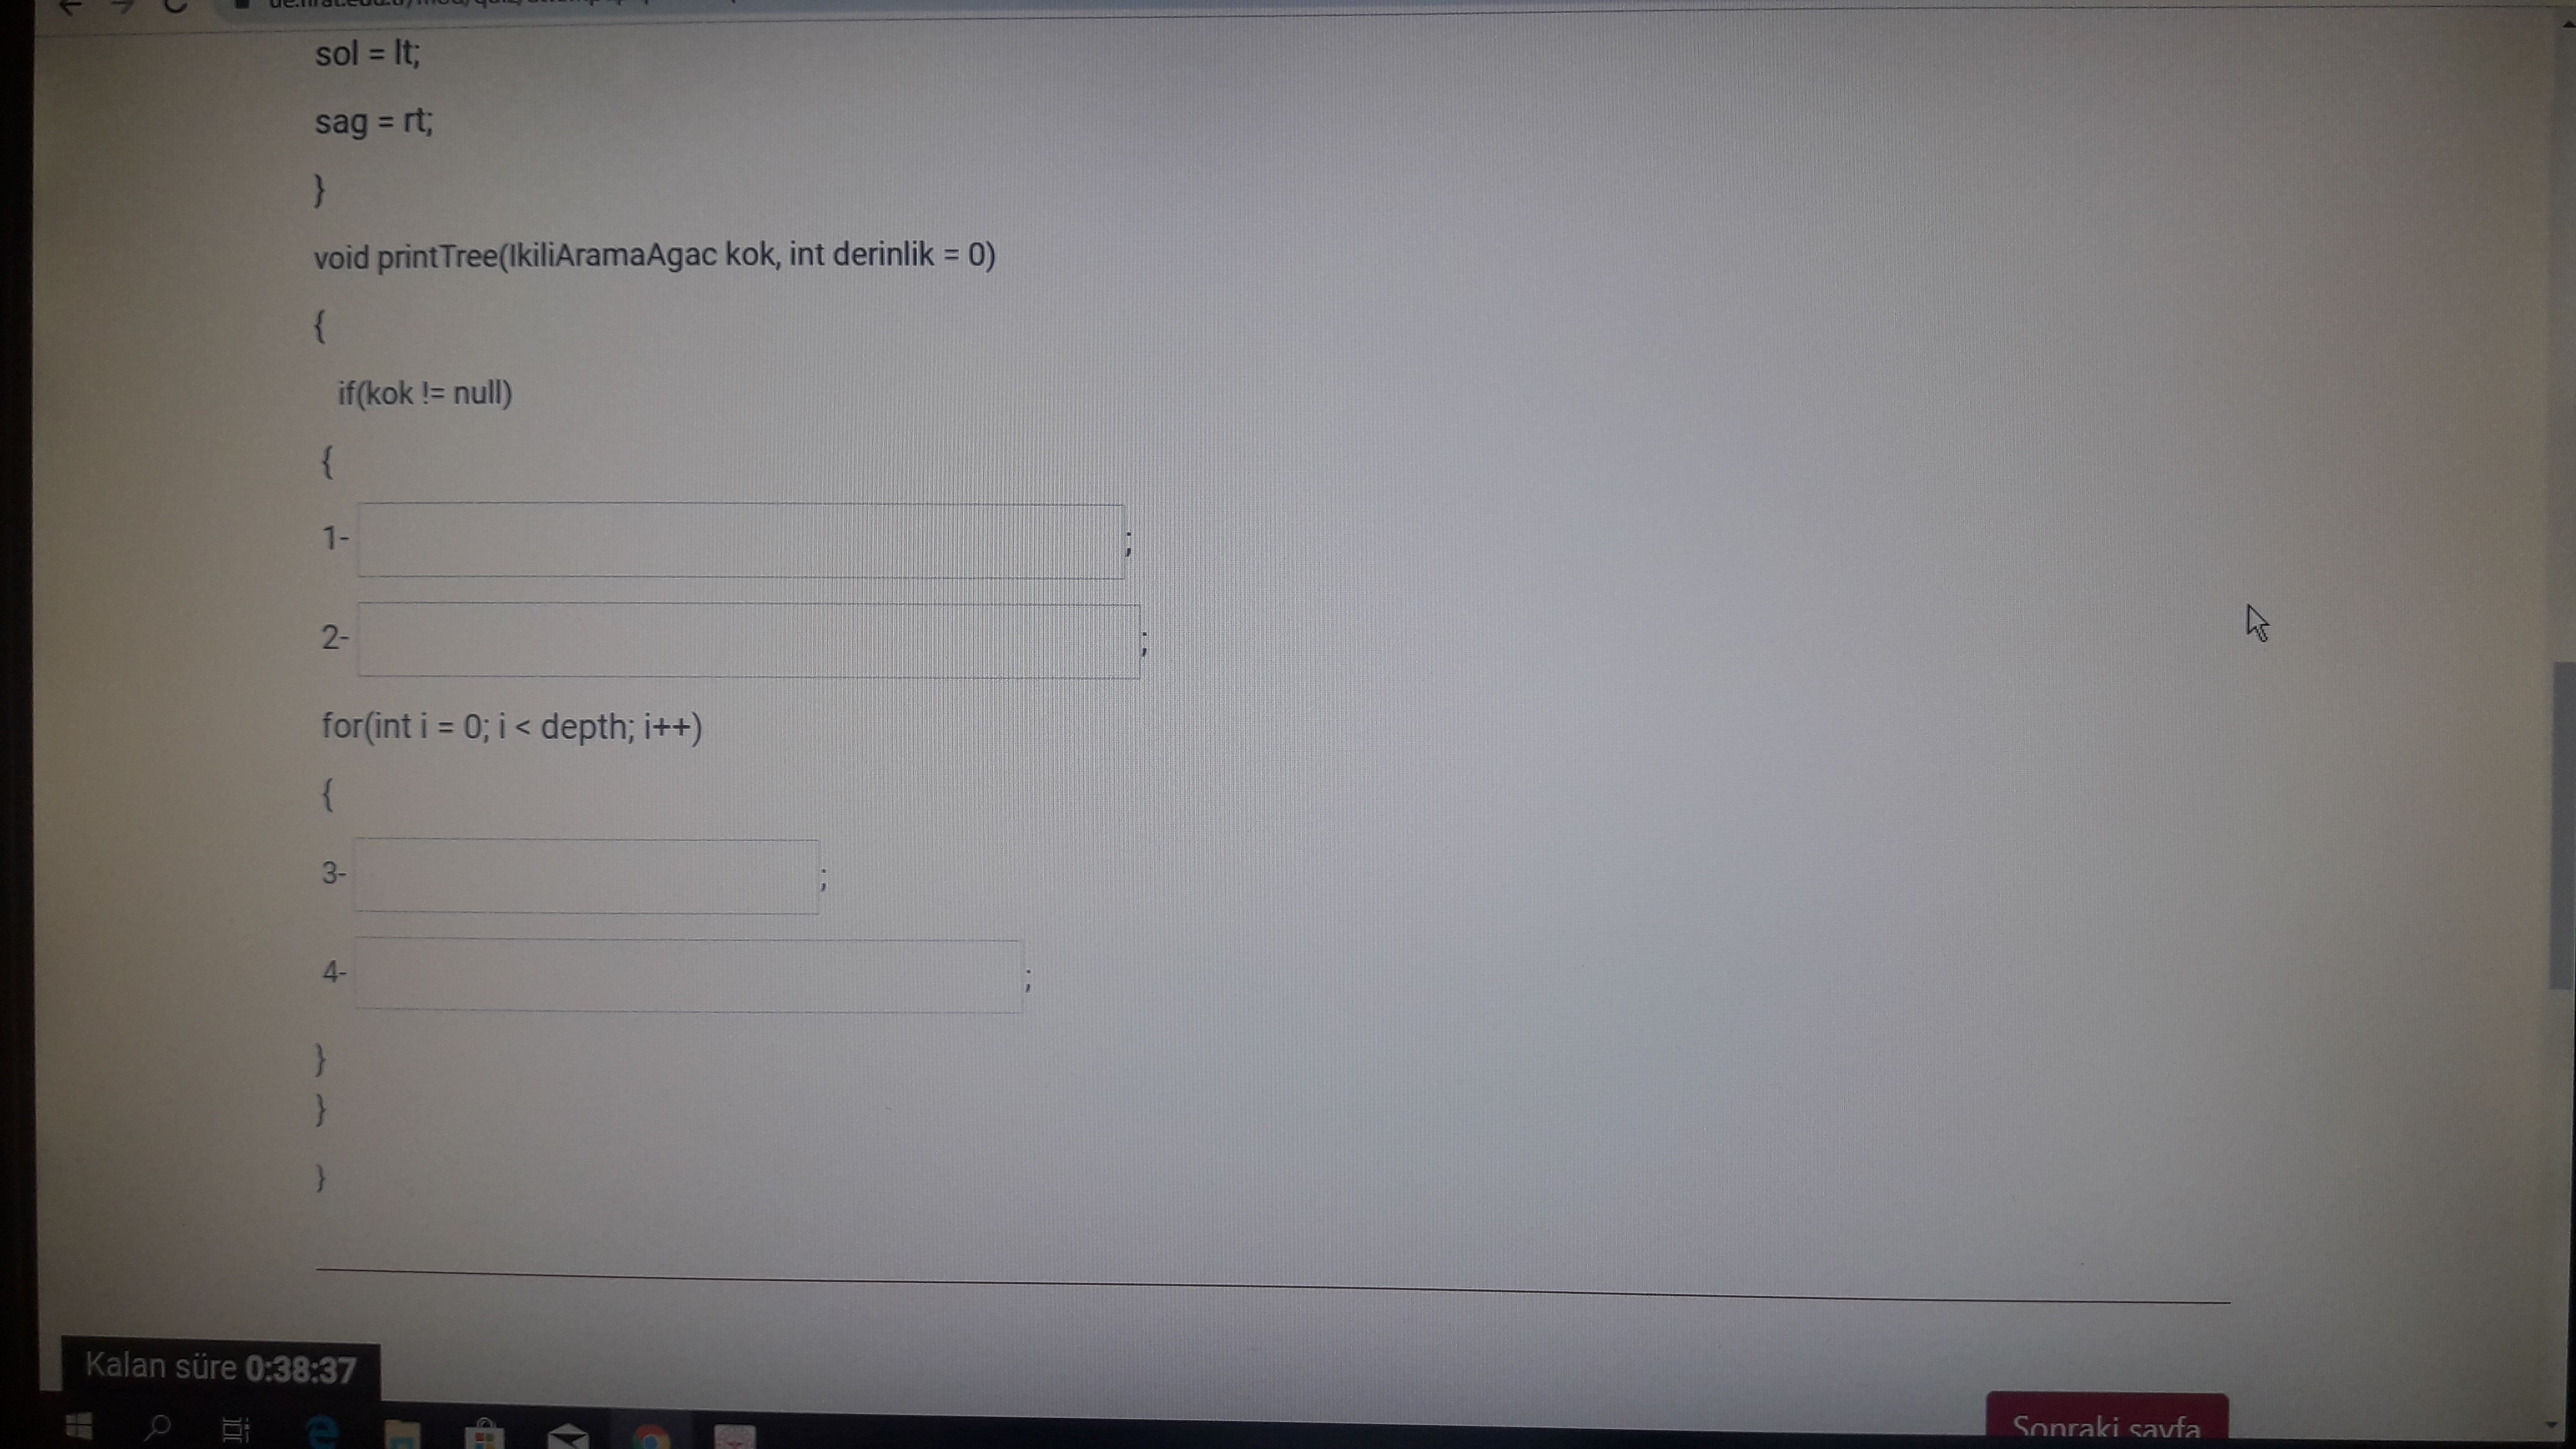 sol = lt;
sag = rt;
}
void printTree(IkiliAramaAgac kok, int derinlik = 0)
{
if(kok != null)
{
1- ;
2- ;
for(int i = 0; i < depth; i++)
{
3- ;
4- ;
}
}
}
Kalan süre 0:38:37
Sonraki sayfa